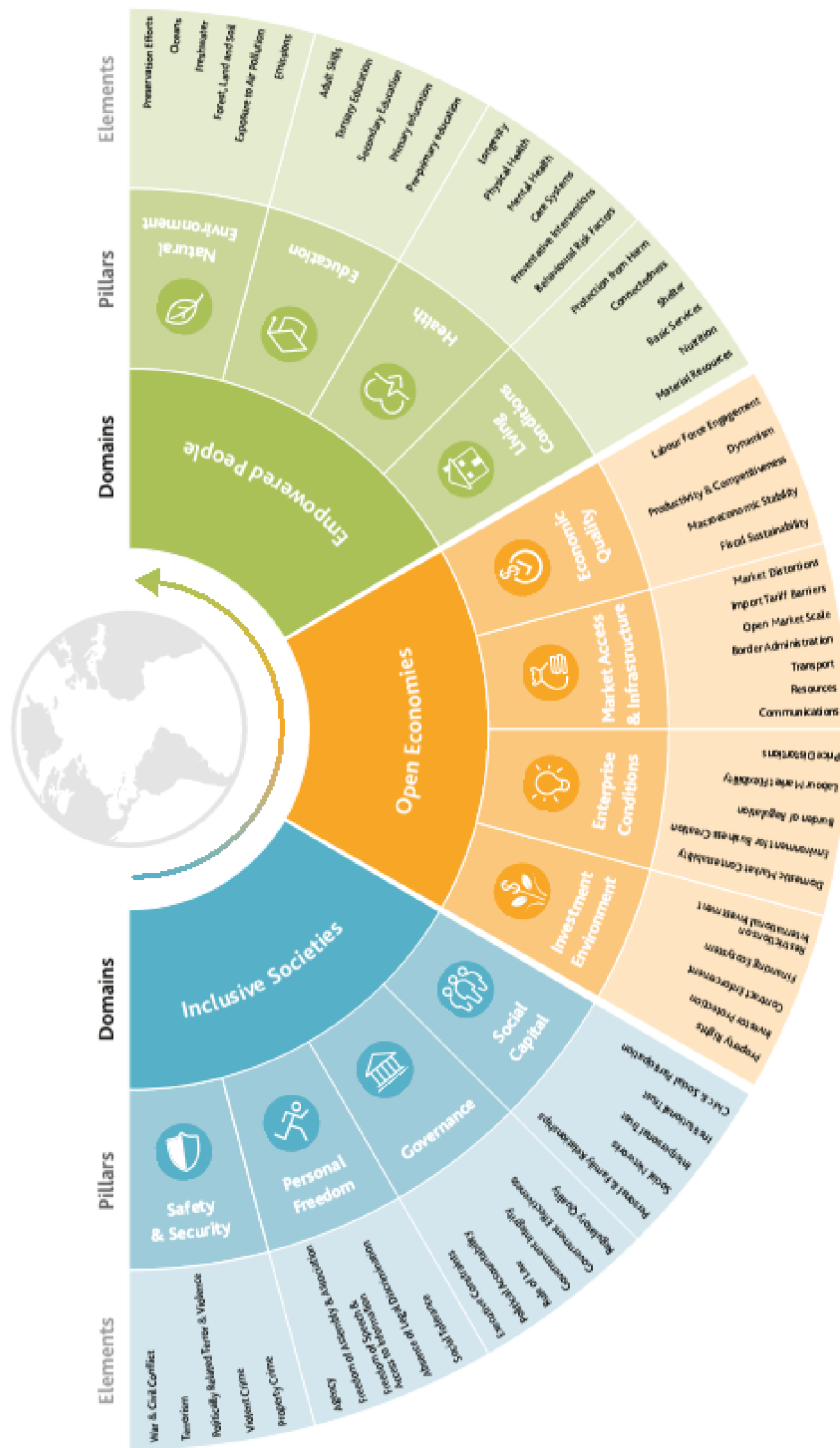 Elements
Pillars
Domains
Domains
Pillars
Elements
Inclusive Societies
Safety
& Security
War & Civil Conflict
Terrorism
Politically Related Terror & Violence
Violent Crime
Property Crime
Personal
Freedom
Agency
Freedom of Assembly & Association
Freedom of Speech &
Access to Information
Absence of Legal Discrimination
Social Tolerance
Governance
Executive Constraints
Political Accountability
Rule of Law
Government Integrity
Government Effectiveness
Regulatory Quality
Social
Capital
Personal & Family Relationships
Social Networks
Interpersonal Trust
Institutional Trust
Civic & Social Participation
Open Economies
Investment
Environment
Property Rights
Investor Protection
Contract Enforcement
Financing Ecosystem
Restrictions on
International Investment
Enterprise
Conditions
Domestic Market Contestability
Environment for Business Creation
Burden of Regulation
Labour Market Flexibility
Price Distortions
Market Access
& Infrastructure
Communications
Resources
Transport
Border Administration
Open Market Scale
Import Tariff Barriers
Market Distortions
Economic
Quality
Fiscal Sustainability
Macroeconomic Stability
Productivity & Competitiveness
Dynamism
Labour Force Engagement
Empowered People
Living
Conditions
Material Resources
Nutrition
Basic Services
Shelter
Connectedness
Protection from Harm
Health
Behavioural Risk Factors
Preventative Interventions
Care Systems
Mental Health
Physical Health
Longevity
Education
Pre-primary education
Primary education
Secondary Education
Tertiary Education
Adult Skills
Natural
Environment
Emissions
Exposure to Air Pollution
Forest, Land and Soil
Freshwater
Oceans
Preservation Efforts